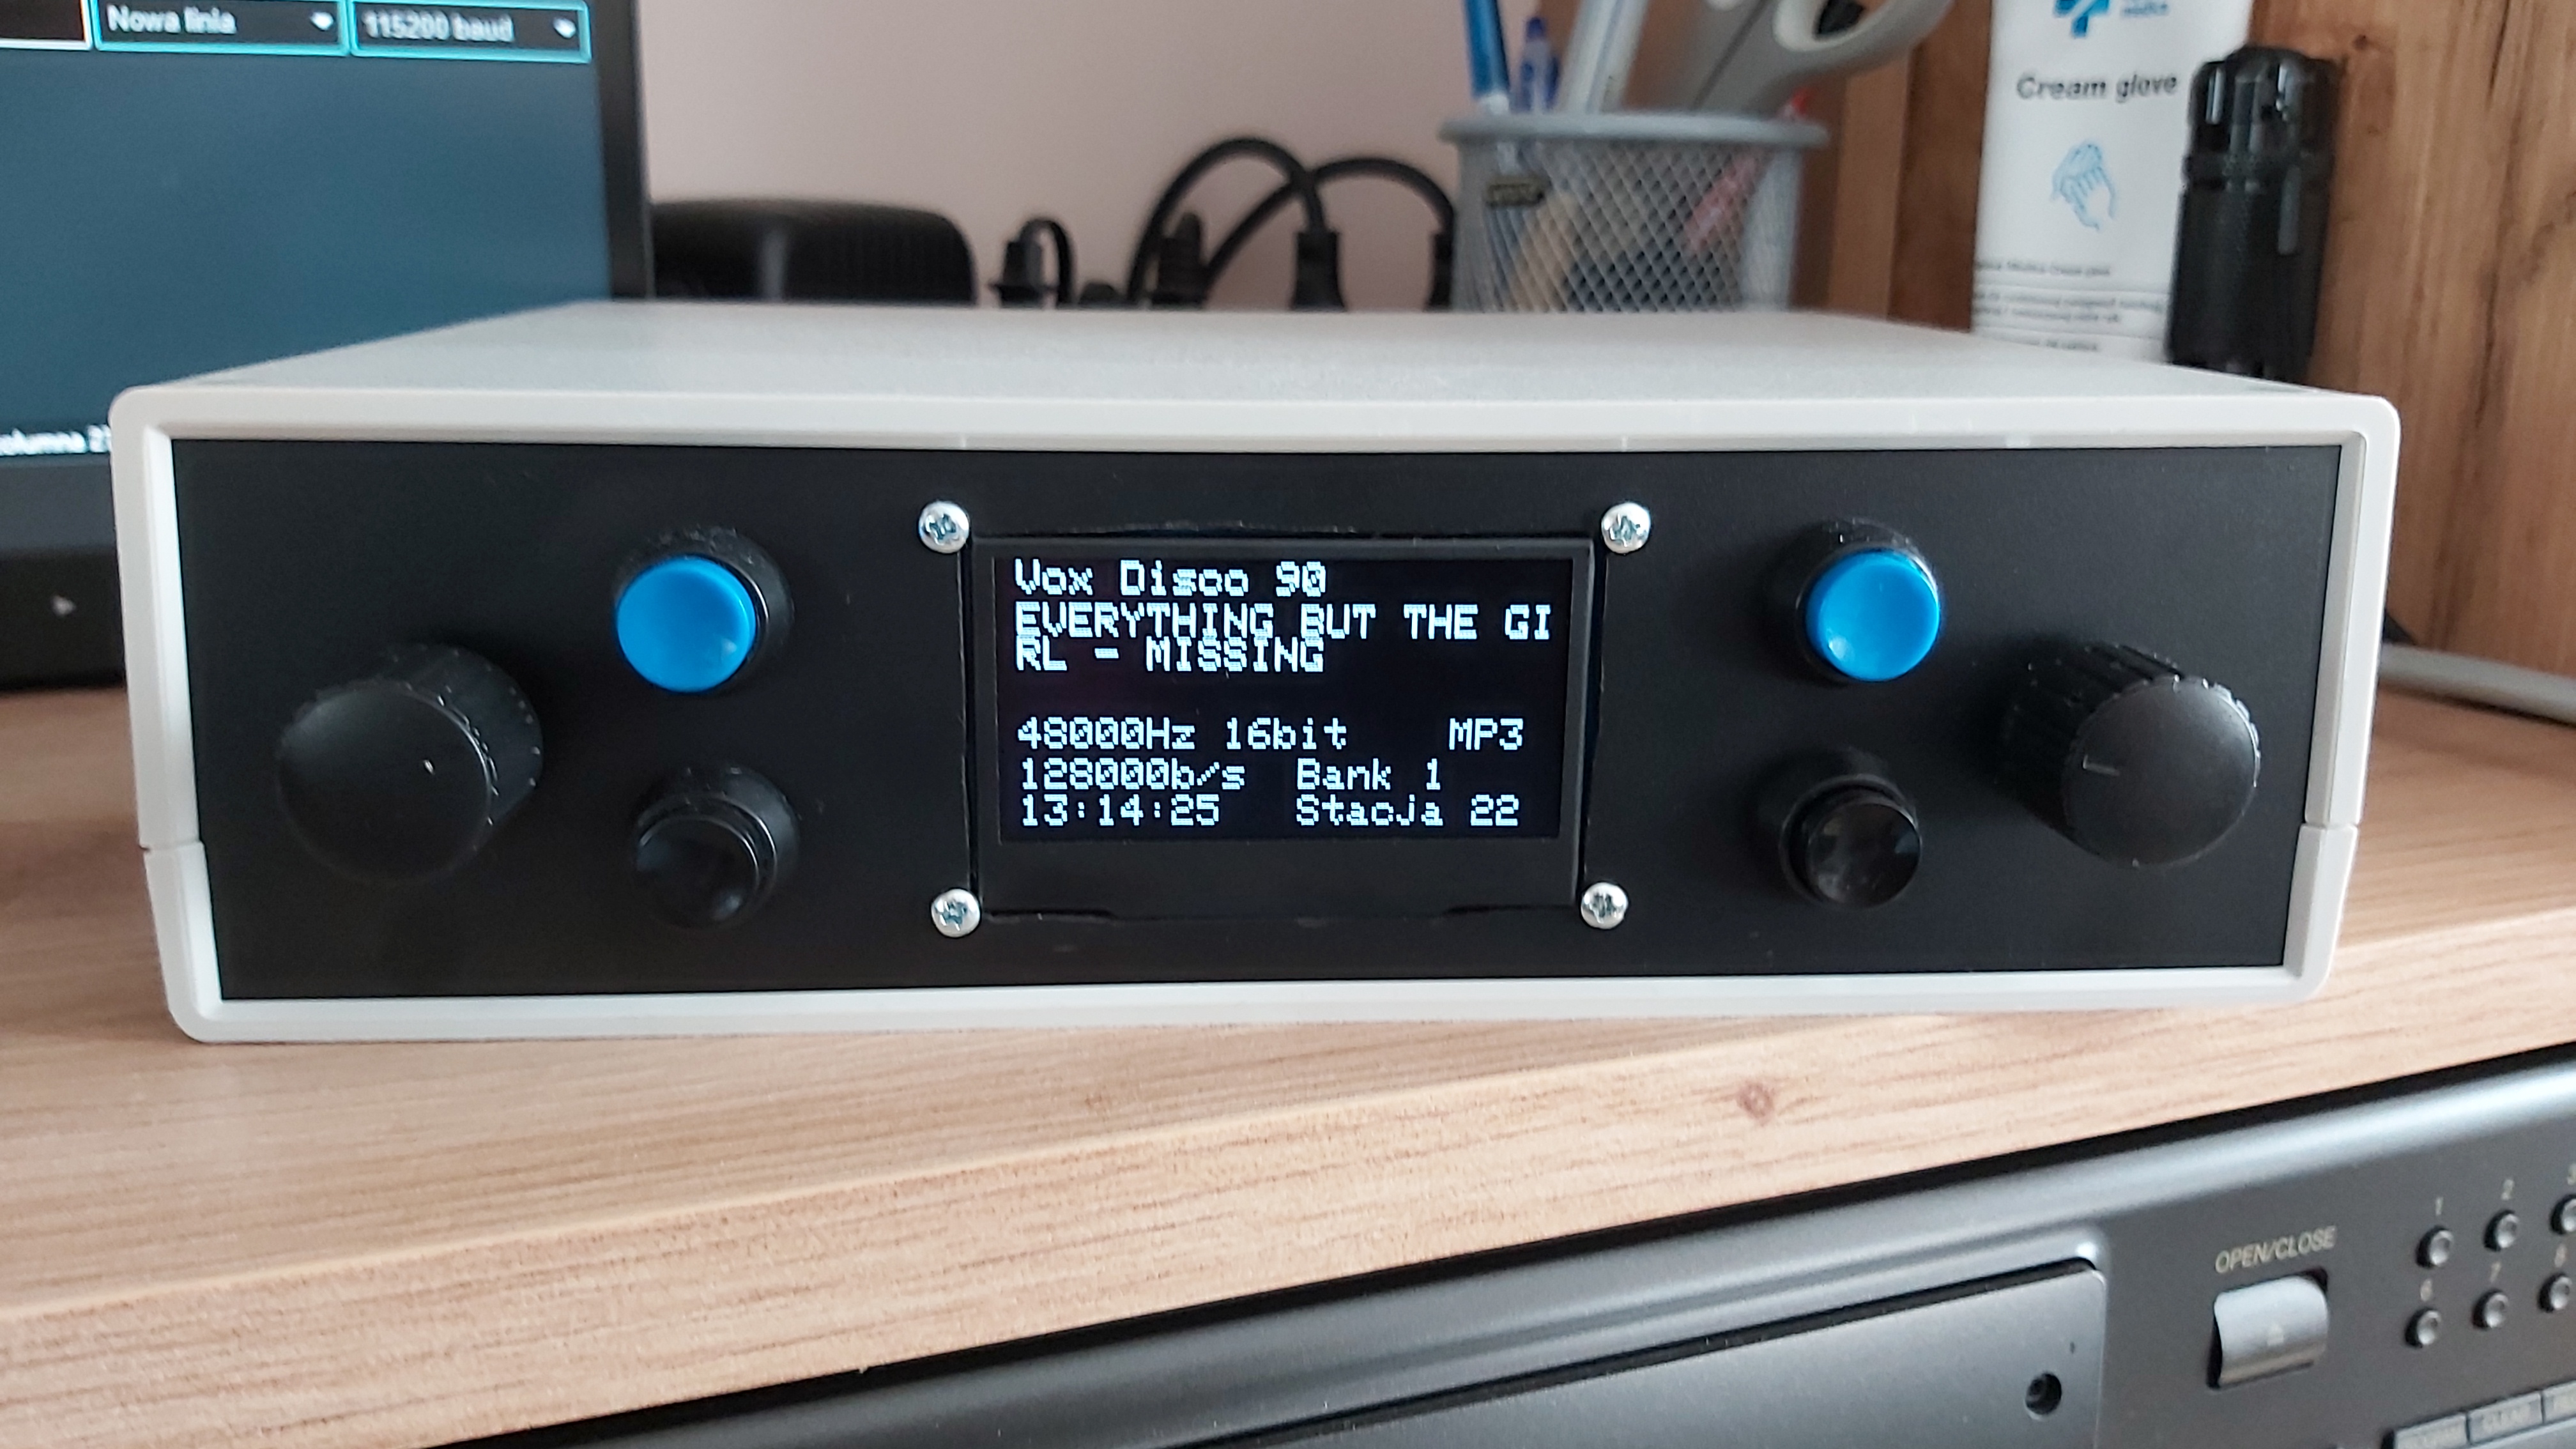 Nowa linia
115200 baud
Cream glove
Vox Disco 90
EVERYTHING BUT THE GI
RL - MISSING
48000Hz 16bit MP3
128000b/s Bank 1
13:14:25 Stacja 22
OPEN/CLOSE
1 2
6 7 8